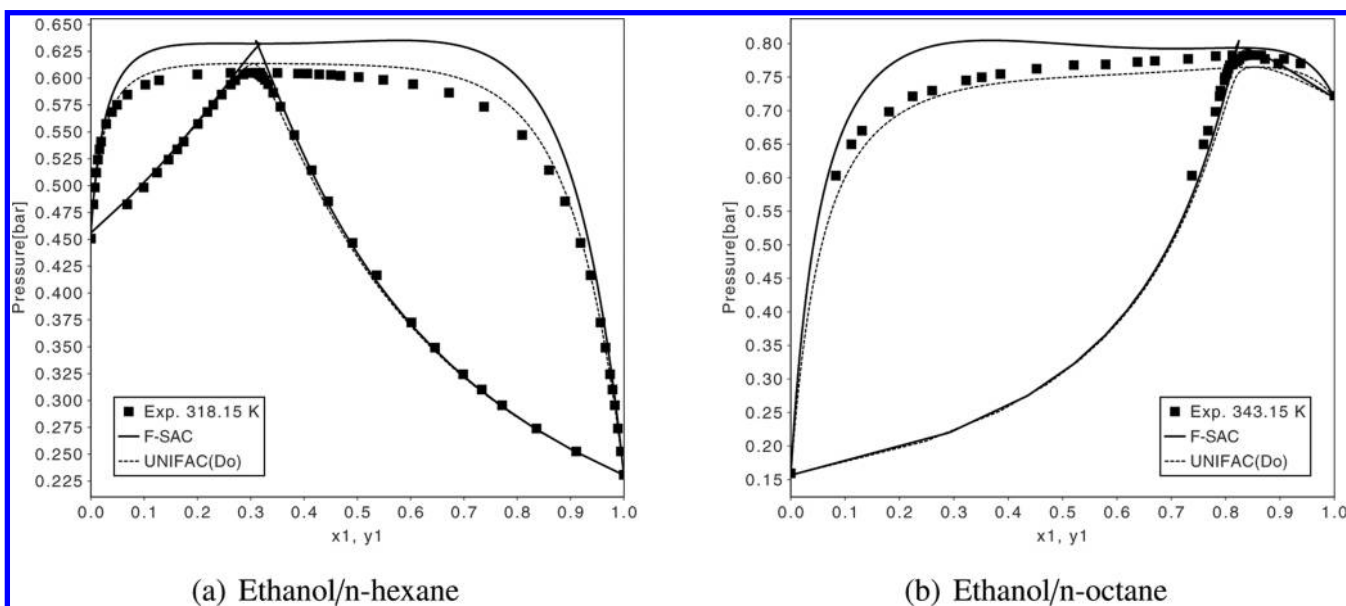 0.650
0.625
0.600
0.575
0.550
0.525
0.500
0.475
0.450
0.425
0.400
0.375
0.350
0.325
0.300
0.275
0.250
0.225
Pressure[bar]
Exp. 318.15 K
F-SAC
UNIFAC(Do)
0.0 0.1 0.2 0.3 0.4 0.5 0.6 0.7 0.8 0.9 1.0
x1, y1
(a) Ethanol/n-hexane
0.80
0.75
0.70
0.65
0.60
0.55
0.50
0.45
0.40
0.35
0.30
0.25
0.20
0.15
Pressure[bar]
Exp. 343.15 K
F-SAC
UNIFAC(Do)
0.0 0.1 0.2 0.3 0.4 0.5 0.6 0.7 0.8 0.9 1.0
x1, y1
(b) Ethanol/n-octane